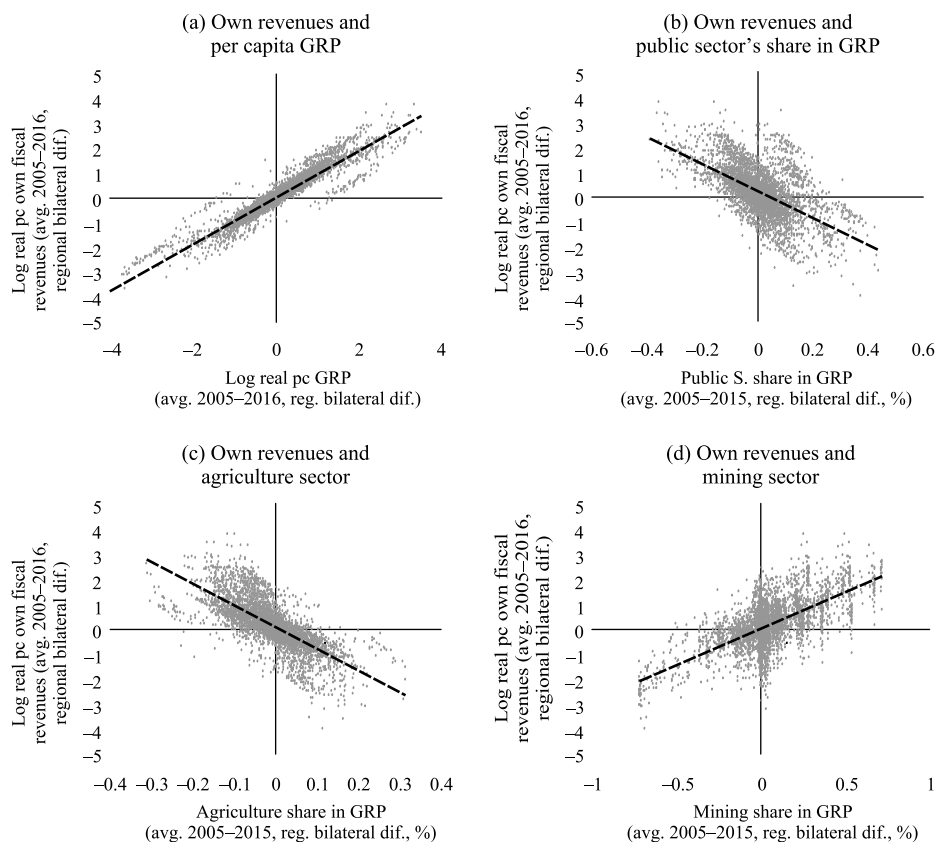 (a) Own revenues and
per capita GRP
Log real pc own fiscal
revenues (avg. 2005–2016,
regional bilateral dif.)
5
4
3
2
1
0
–1
–2
–3
–4
–5
–4 –2 0 2 4
Log real pc GRP
(avg. 2005–2016, reg. bilateral dif.)
(b) Own revenues and
public sector’s share in GRP
Log real pc own fiscal
revenues (avg. 2005–2016,
regional bilateral dif.)
5
4
3
2
1
0
–1
–2
–3
–4
–5
–0.6 –0.4 –0.2 0 0.2 0.4 0.6
Public S. share in GRP
(avg. 2005–2015, reg. bilateral dif., %)
(c) Own revenues and
agriculture sector
Log real pc own fiscal
revenues (avg. 2005–2016,
regional bilateral dif.)
5
4
3
2
1
0
–1
–2
–3
–4
–5
–0.4 –0.3 –0.2 –0.1 0 0.1 0.2 0.3 0.4
Agriculture share in GRP
(avg. 2005–2015, reg. bilateral dif., %)
(d) Own revenues and
mining sector
Log real pc own fiscal
revenues (avg. 2005–2016,
regional bilateral dif.)
5
4
3
2
1
0
–1
–2
–3
–4
–5
–1 –0.5 0 0.5 1
Mining share in GRP
(avg. 2005–2015, reg. bilateral dif., %)